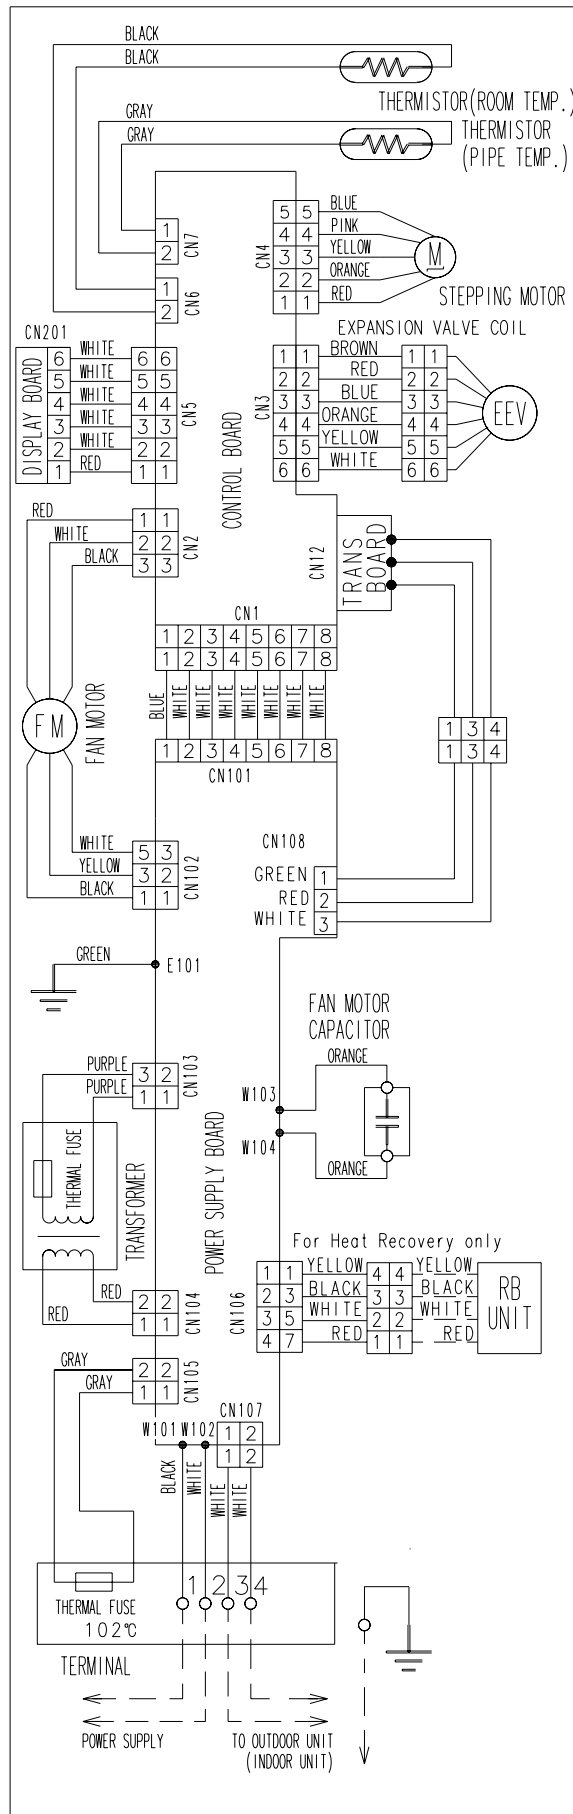 BLACK
BLACK
THERMISTOR(ROOM TEMP.)
GRAY
GRAY
THERMISTOR
(PIPE TEMP.)
1
2
CN7
1
2
CN6
5 5 BLUE
4 4 PINK
3 3 YELLOW
2 2 ORANGE
1 1 RED
CN4
M
STEPPING MOTOR
CN201
DISPLAY BOARD
6 WHITE 6 6
5 WHITE 5 5
4 WHITE 4 4
3 WHITE 3 3
2 WHITE 2 2
1 RED 1 1
CN5
EXPANSION VALVE COIL
1 1 BROWN 1 1
2 2 RED 2 2
3 3 BLUE 3 3
4 4 ORANGE 4 4
5 5 YELLOW 5 5
6 6 WHITE 6 6
CN3
EEV
CONTROL BOARD
RED 1 1
WHITE 2 2
BLACK 3 3
CN2
CN12
TRANS
BOARD
CN1
1 2 3 4 5 6 7 8
1 2 3 4 5 6 7 8
BLUE WHITE WHITE WHITE WHITE WHITE WHITE WHITE
1 2 3 4 5 6 7 8
CN101
FM
FAN MOTOR
1 3 4
1 3 4
WHITE 5 3
YELLOW 3 2
BLACK 1 1
CN102
CN108
GREEN 1
RED 2
WHITE 3
GREEN
E101
FAN MOTOR
CAPACITOR
ORANGE
W103
W104
ORANGE
PURPLE 3 2
PURPLE 1 1
CN103
THERMAL FUSE
TRANSFORMER
POWER SUPPLY BOARD
RED 2 2
RED 1 1
CN104
For Heat Recovery only
1 1 YELLOW 4 4 YELLOW
2 3 BLACK 3 3 BLACK
3 5 WHITE 2 2 WHITE
4 7 RED 1 1 RED
CN106
RB
UNIT
GRAY 2 2
GRAY 1 1
CN105
CN107
W101 W102
1 2
1 2
BLACK
WHITE
WHITE
WHITE
1 2 3 4
THERMAL FUSE
102℃
TERMINAL
POWER SUPPLY
TO OUTDOOR UNIT
(INDOOR UNIT)